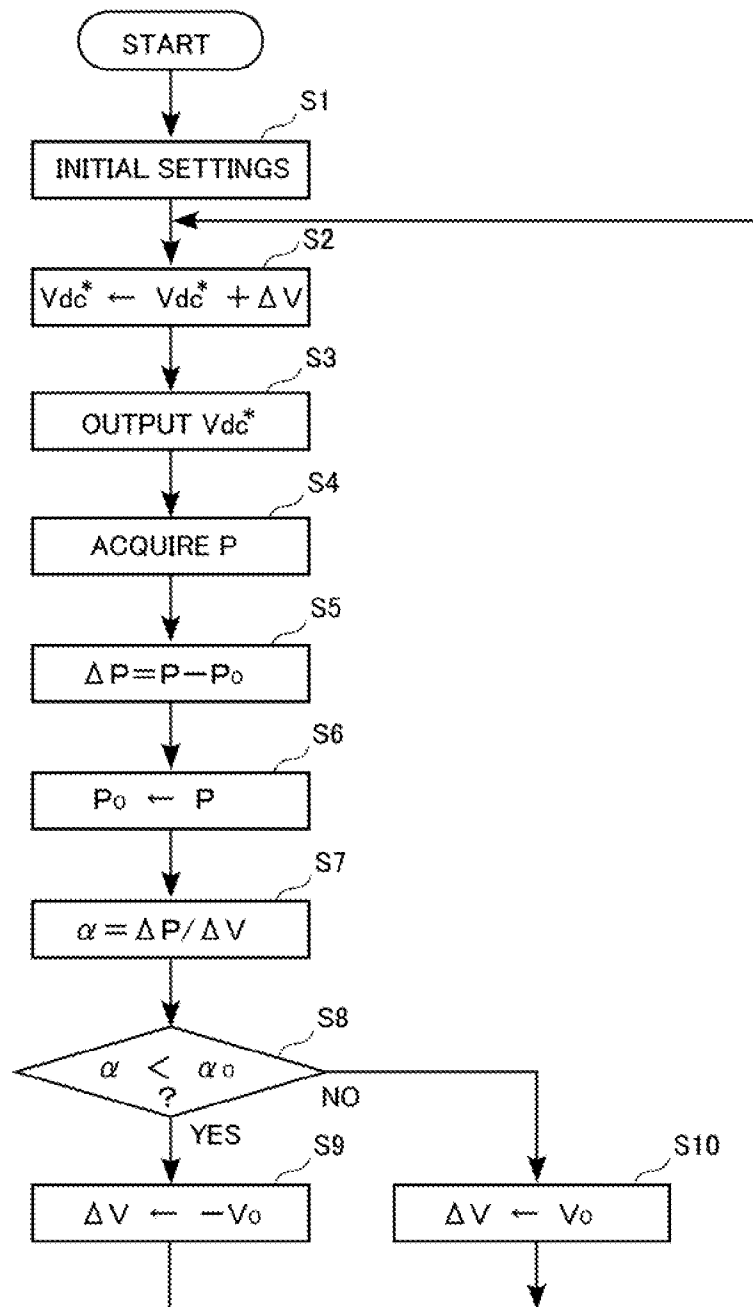 START
S1
INITIAL SETTINGS
S2
Vdc* ← Vdc* +ΔV
S3
OUTPUT Vdc*
S4
ACQUIRE P
S5
ΔP=P−Po
S6
Po ← P
S7
α=ΔP/ΔV
S8
α < αo
?
NO
YES
S9
ΔV ← −Vo
S10
ΔV ← Vo